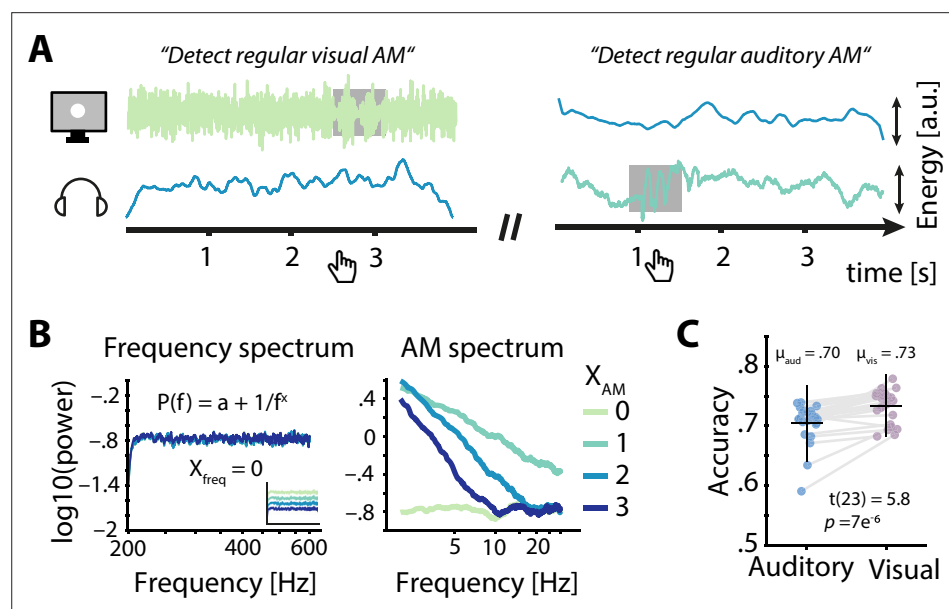 A
"Detect regular visual AM"
"Detect regular auditory AM"
Energy [a.u.]
1 2 3
//
1 2 3
time [s]
B
Frequency spectrum
AM spectrum
log10(power)
−.2
−.8
−1.4
−2
P(f) = a + 1/fˣ
X_freq = 0
200 400 600
Frequency [Hz]
.4
0
−.4
−.8
5 10 20
Frequency [Hz]
X_AM
0
1
2
3
C
Accuracy
.8
.7
.6
.5
μ_aud = .70 μ_vis = .73
t(23) = 5.8
p =7e⁻⁶
Auditory Visual